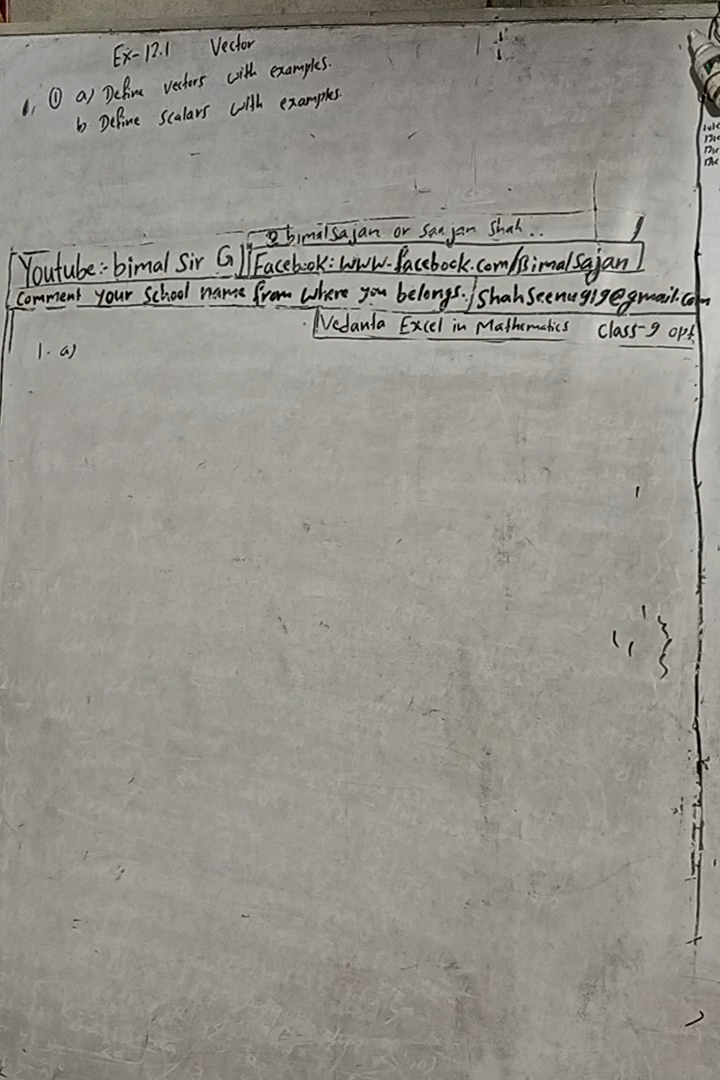 Ex-12.1 Vector
1. ① a) Define vectors with examples.
b Define scalars with examples.
bimalsajan or Saajan Shah..
Youtube:- bimal Sir G
Facebook: www.facebook.com/Bimalsajan
Comment your School name from where you belongs. shahseenu919@gmail.com
Vedanta Excel in Mathematics Class-9 opt
1. a)